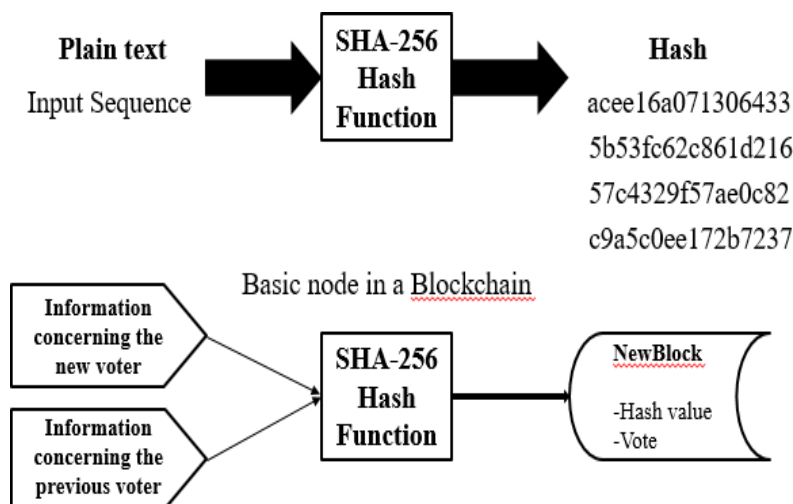 Plain text
Input Sequence
SHA-256
Hash
Function
Hash
acee16a071306433
5b53fc62c861d216
57c4329f57ae0c82
c9a5c0ee172b7237
Basic node in a Blockchain
Information
concerning the
new voter
Information
concerning the
previous voter
SHA-256
Hash
Function
NewBlock
-Hash value
-Vote